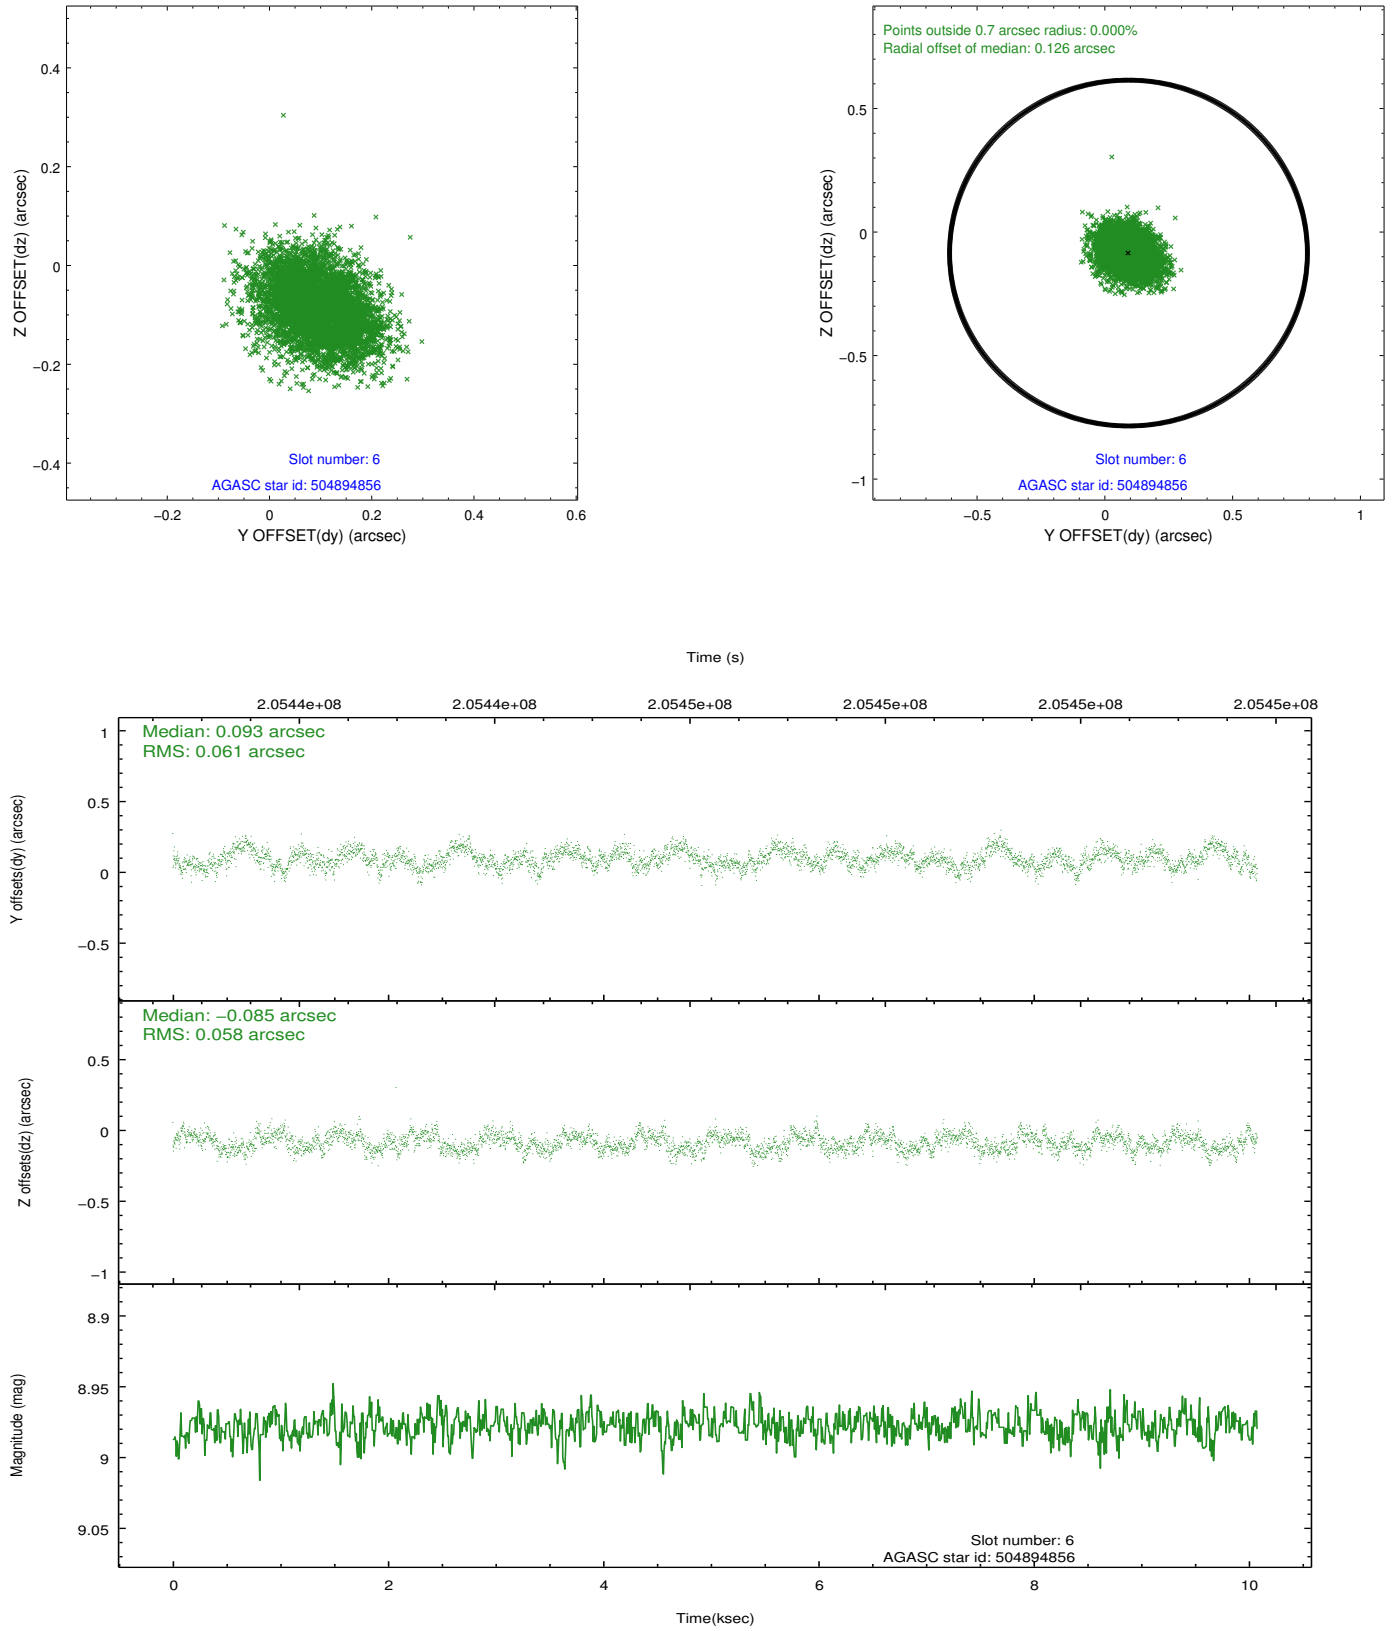 0.4
0.2
0
−0.2
−0.4
Z OFFSET(dz) (arcsec)
Slot number: 6
AGASC star id: 504894856
−0.2
0
0.2
0.4
0.6
Y OFFSET(dy) (arcsec)
Points outside 0.7 arcsec radius: 0.000%
Radial offset of median: 0.126 arcsec
0.5
0
−0.5
−1
Z OFFSET(dz) (arcsec)
Slot number: 6
AGASC star id: 504894856
−0.5
0
0.5
1
Y OFFSET(dy) (arcsec)
Time (s)
2.0544e+08
2.0544e+08
2.0545e+08
2.0545e+08
2.0545e+08
2.0545e+08
Median: 0.093 arcsec
RMS: 0.061 arcsec
1
0.5
0
−0.5
Y offsets(dy) (arcsec)
Median: −0.085 arcsec
RMS: 0.058 arcsec
0.5
0
−0.5
−1
Z offsets(dz) (arcsec)
8.9
8.95
9
9.05
Magnitude (mag)
Slot number: 6
AGASC star id: 504894856
0
2
4
6
8
10
Time(ksec)